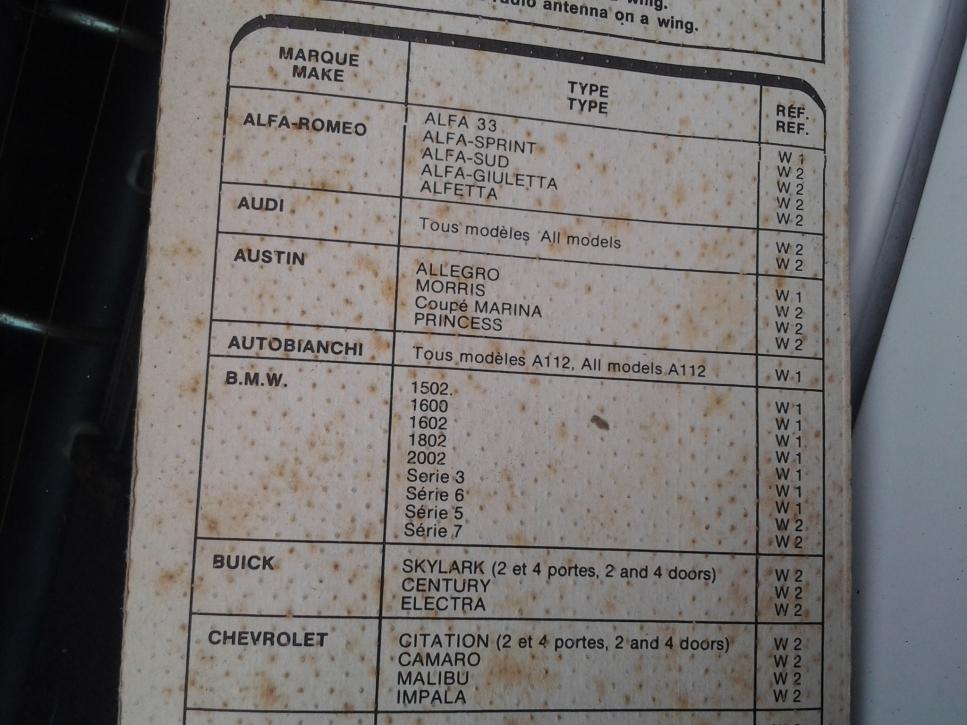 wing.
radio antenna on a wing.
MARQUE
MAKE
TYPE
TYPE
RÉF.
REF.
ALFA-ROMEO
ALFA 33 W 1
ALFA-SPRINT W 2
ALFA-SUD W 2
ALFA-GIULETTA W 2
ALFETTA W 2
AUDI
Tous modèles All models W 2
W 2
AUSTIN
ALLEGRO W 1
MORRIS W 2
Coupé MARINA W 2
PRINCESS W 2
AUTOBIANCHI Tous modèles A112, All models A112 W 1
B.M.W.
1502. W 1
1600 W 1
1602 W 1
1802 W 1
2002 W 1
Serie 3 W 1
Série 6 W 1
Série 5 W 2
Série 7 W 2
BUICK
SKYLARK (2 et 4 portes, 2 and 4 doors) W 2
CENTURY W 2
ELECTRA W 2
CHEVROLET
CITATION (2 et 4 portes, 2 and 4 doors) W 2
CAMARO W 2
MALIBU W 2
IMPALA W 2